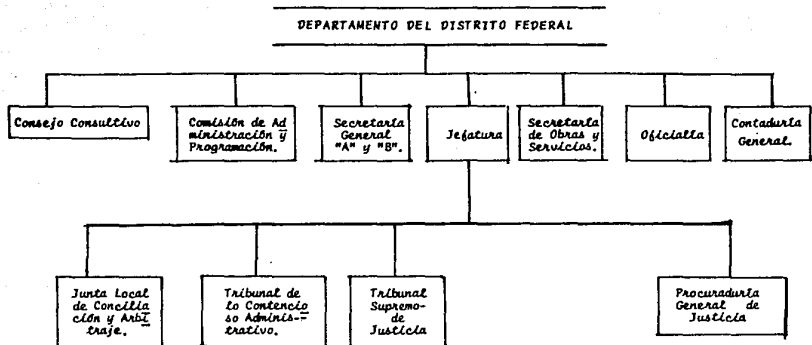 DEPARTAMENTO DEL DISTRITO FEDERAL
Consejo Consultivo
Comisión de Ad
ministración y
Programación.
Secretaría
General
"A" y "B".
Jefatura
Secretaría
de Obras y
Servicios.
Oficialía
Contaduría
General.
Junta Local
de Concilia
ción y Arbi
traje.
Tribunal de
lo Contencio
so Adminis-
trativo.
Tribunal
Supremo-
de
Justicia
Procuraduría
General de
Justicia